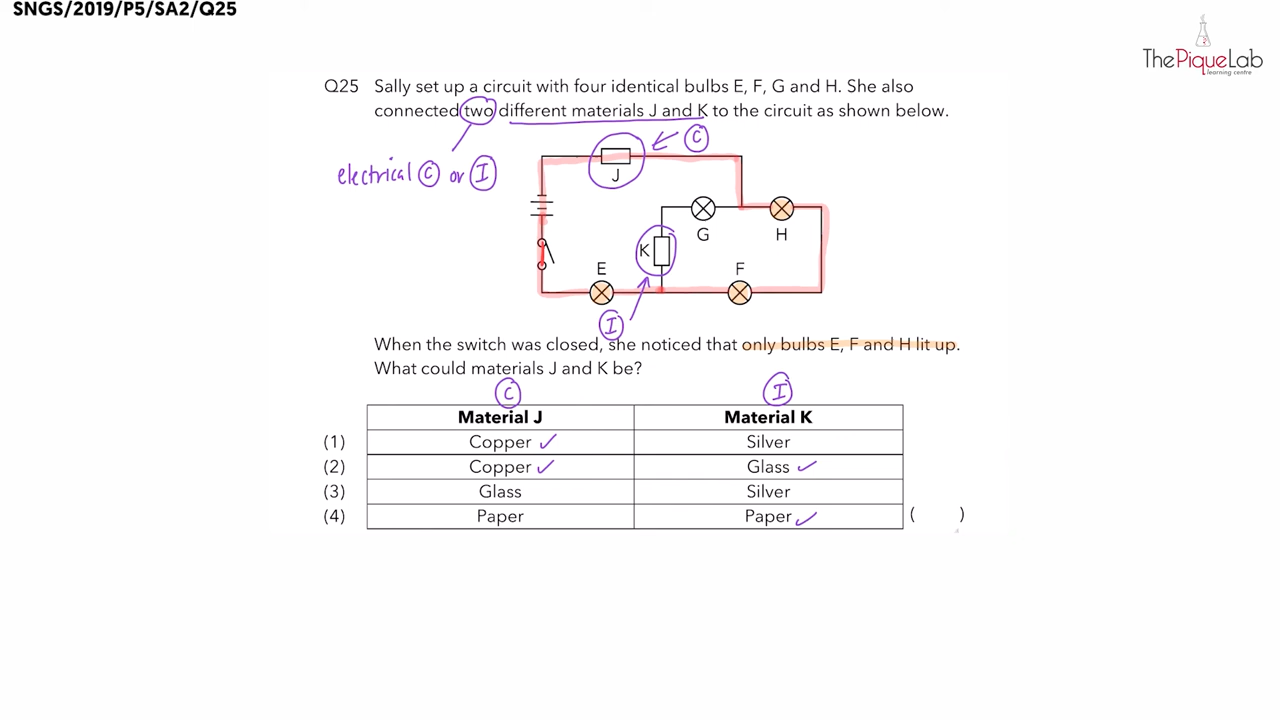 SNGS/2019/P5/SA2/Q25
ThePiqueLab
learning centre
Q25 Sally set up a circuit with four identical bulbs E, F, G and H. She also
connected two different materials J and K to the circuit as shown below.
electrical C or I
C
J
G
H
K
E
F
I
When the switch was closed, she noticed that only bulbs E, F and H lit up.
What could materials J and K be?
C I
Material J Material K
(1) Copper ✓ Silver
(2) Copper ✓ Glass ✓
(3) Glass Silver
(4) Paper Paper ✓ ( )